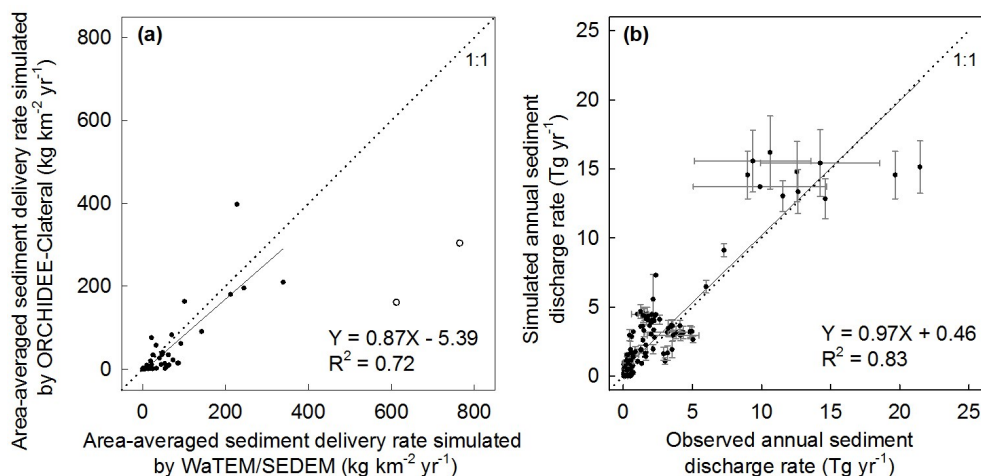 (a)
1:1
800
600
400
200
0
Area-averaged sediment delivery rate simulated
by ORCHIDEE-Clateral (kg km⁻² yr⁻¹)
Y = 0.87X - 5.39
R² = 0.72
0 200 400 600 800
Area-averaged sediment delivery rate simulated
by WaTEM/SEDEM (kg km⁻² yr⁻¹)
(b)
1:1
25
20
15
10
5
0
Simulated annual sediment
discharge rate (Tg yr⁻¹)
Y = 0.97X + 0.46
R² = 0.83
0 5 10 15 20 25
Observed annual sediment
discharge rate (Tg yr⁻¹)